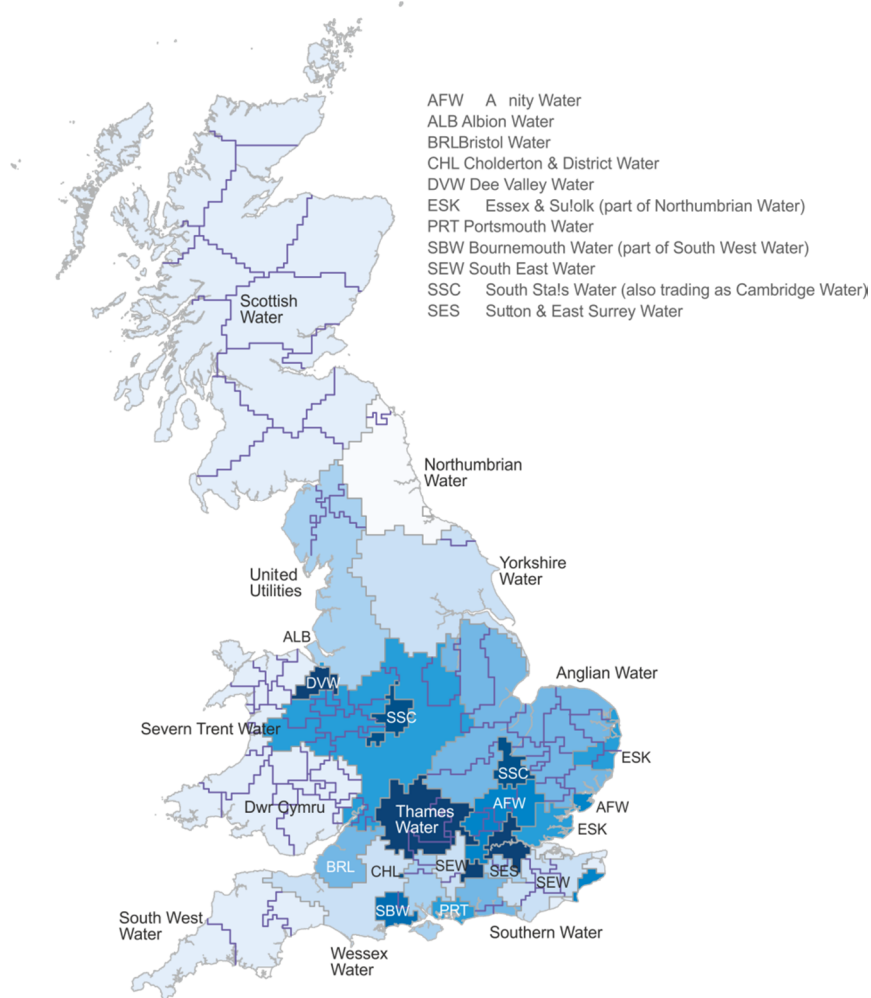 AFW A nity Water
ALB Albion Water
BRLBristol Water
CHL Cholderton & District Water
DVW Dee Valley Water
ESK Essex & Su!olk (part of Northumbrian Water)
PRT Portsmouth Water
SBW Bournemouth Water (part of South West Water)
SEW South East Water
SSC South Sta!s Water (also trading as Cambridge Water)
SES Sutton & East Surrey Water
Scottish
Water
Northumbrian
Water
Yorkshire
Water
United
Utilities
ALB
DVW
Anglian Water
SSC
Severn Trent Water
ESK
SSC
AFW
AFW
Dwr Cymru
Thames
Water
ESK
BRL
CHL
SEW
SES
SEW
SBW
PRT
South West
Water
Southern Water
Wessex
Water